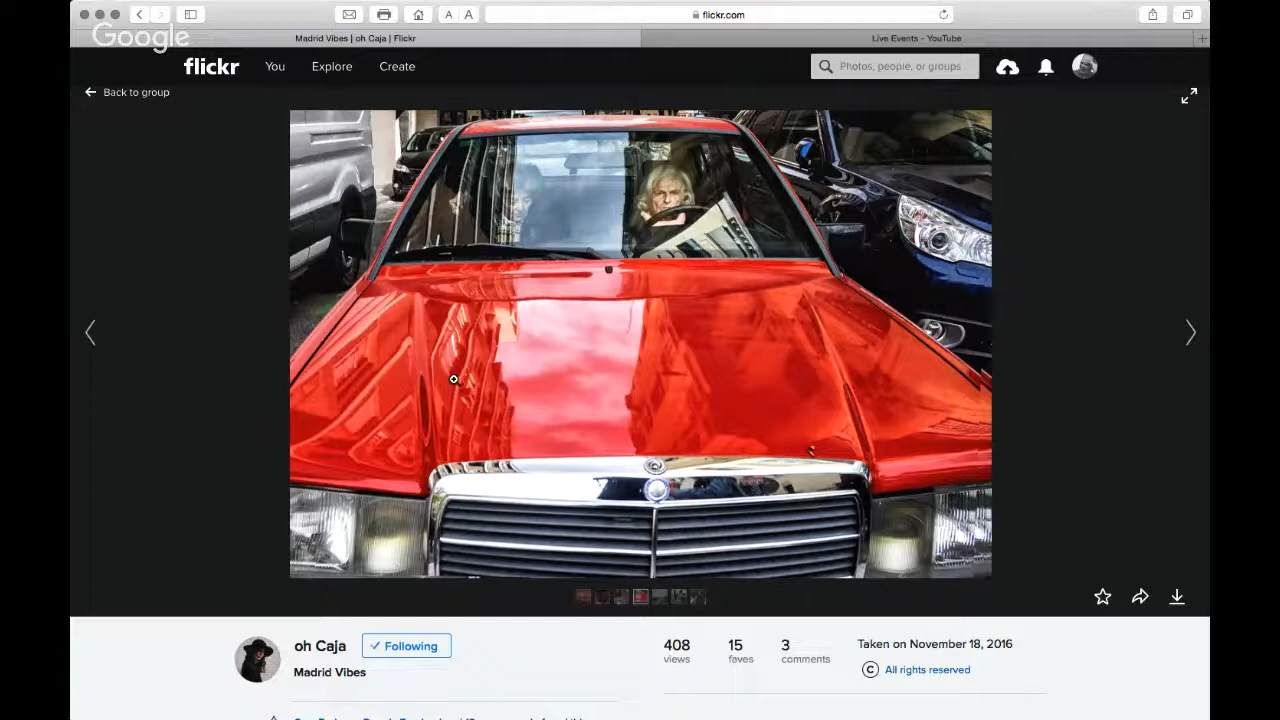 flickr.com
Google
Madrid Vibes | oh Caja | Flickr
Live Events - YouTube
flickr
You
Explore
Create
Photos, people, or groups
Back to group
oh Caja
Following
Madrid Vibes
408
views
15
faves
3
comments
Taken on November 18, 2016
All rights reserved